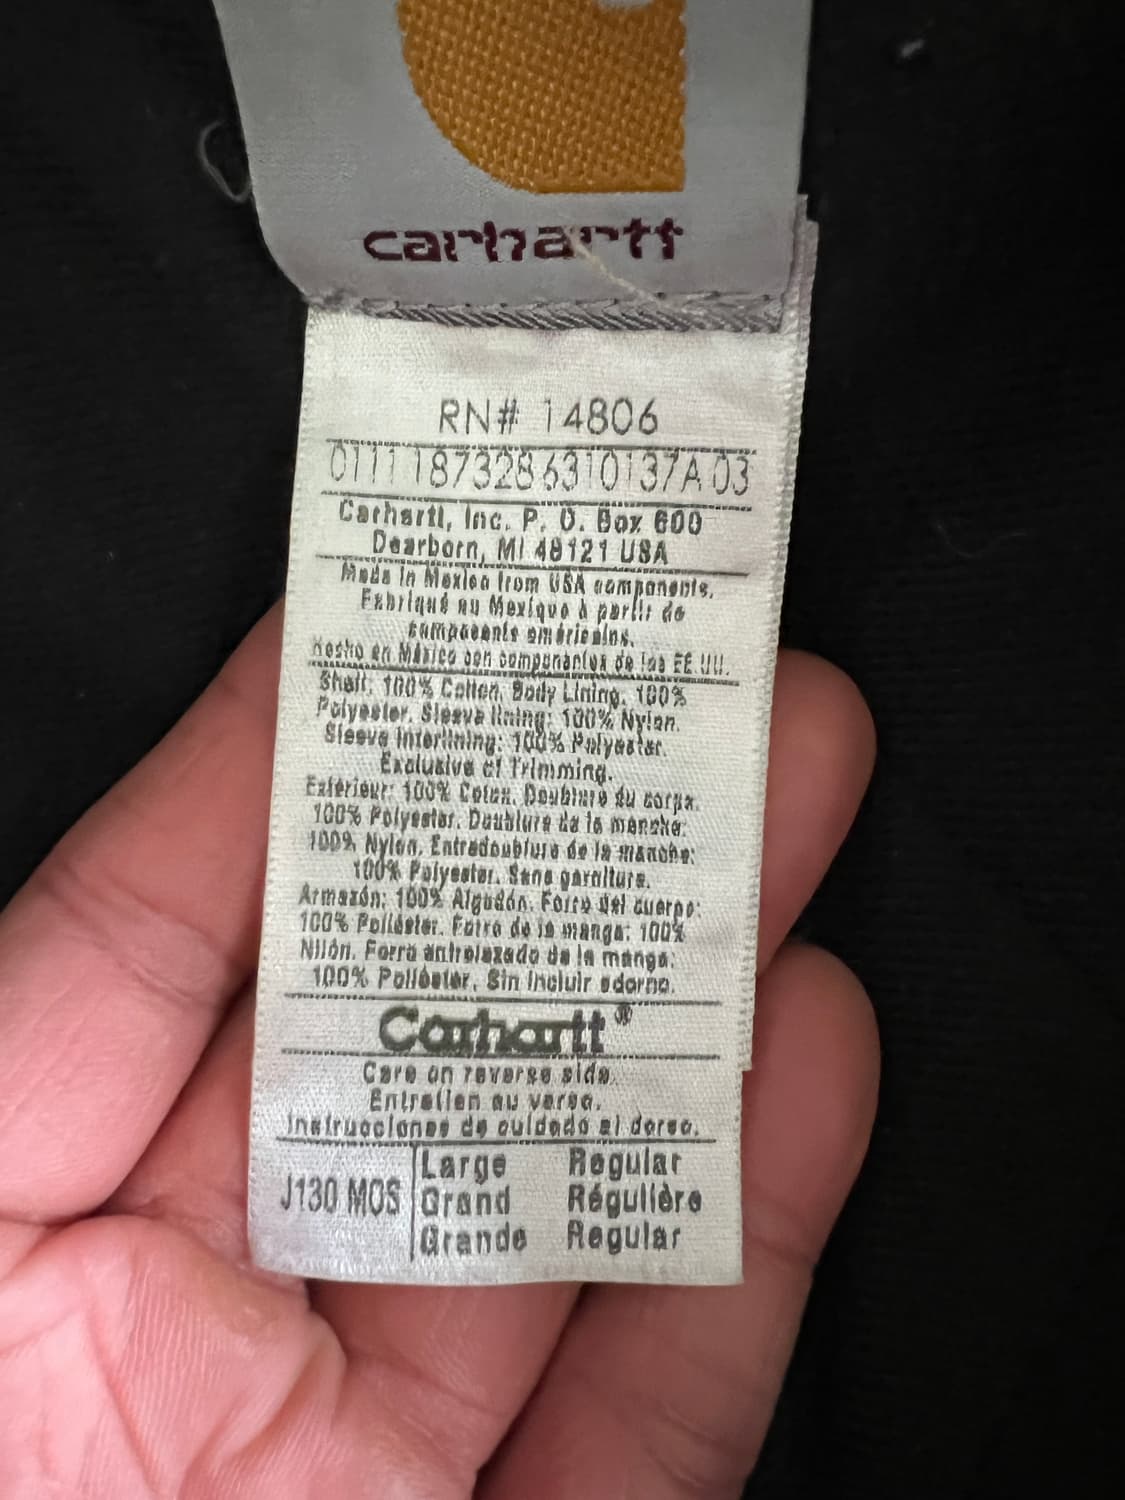 carhartt
RN# 14806
0111 1873286310137A 03
Carhartt, Inc. P. O. Box 600
Dearborn, MI 48121 USA
Made in Mexico from USA components.
Fabriqué au Mexique à partir de
composants américains.
Hecho en México con componentes de los EE.UU.
Shell: 100% Cotton. Body Lining: 100%
Polyester. Sleeve lining: 100% Nylon.
Sleeve Interlining: 100% Polyester.
Exclusive of Trimming.
Extérieur: 100% Coton. Doublure du corps:
100% Polyester. Doublure de la manche:
100% Nylon. Entredoublure de la manche:
100% Polyester. Sans garniture.
Armazón: 100% Algodón. Forro del cuerpo:
100% Poliéster. Forro de la manga: 100%
Nilón. Forro entrelazado de la manga:
100% Poliéster. Sin incluir adorno.
Carhartt®
Care on reverse side.
Entretien au verso.
Instrucciones de cuidado al dorso.
J130 MOS Large Regular
Grand Régulière
Grande Regular